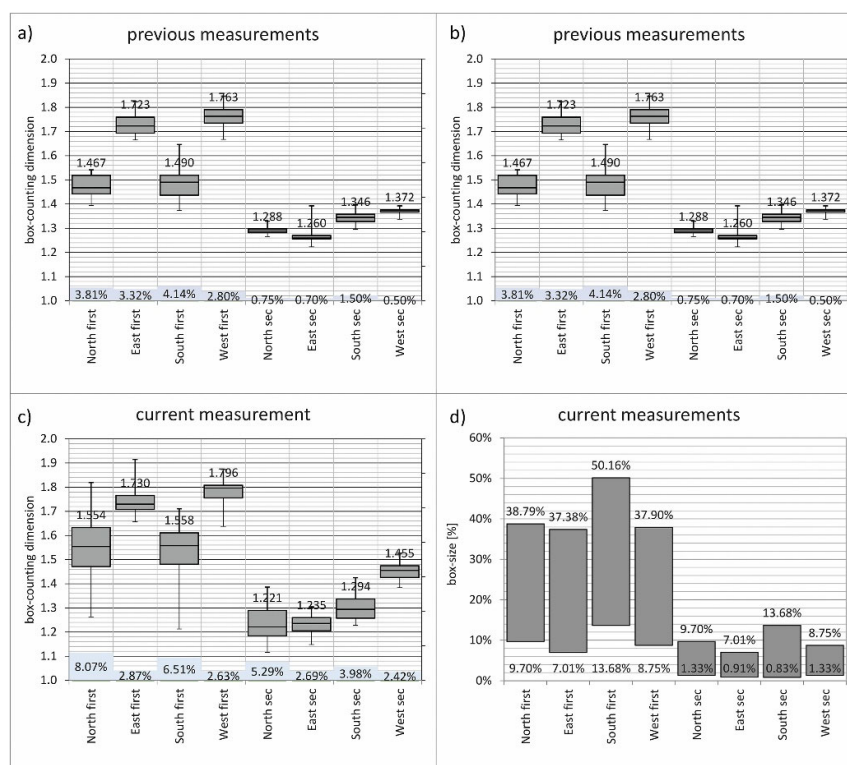 a) previous measurements
box-counting dimension
2.0
1.9
1.8
1.7
1.6
1.5
1.4
1.3
1.2
1.1
1.0
1.467
1.723
1.490
1.763
1.288
1.260
1.346
1.372
3.81% 3.32% 4.14% 2.80% 0.75% 0.70% 1.50% 0.50%
North first
East first
South first
West first
North sec
East sec
South sec
West sec
b) previous measurements
box-counting dimension
2.0
1.9
1.8
1.7
1.6
1.5
1.4
1.3
1.2
1.1
1.0
1.467
1.723
1.490
1.763
1.288
1.260
1.346
1.372
3.81% 3.32% 4.14% 2.80% 0.75% 0.70% 1.50% 0.50%
North first
East first
South first
West first
North sec
East sec
South sec
West sec
c) current measurement
box-counting dimension
2.0
1.9
1.8
1.7
1.6
1.5
1.4
1.3
1.2
1.1
1.0
1.554
1.730
1.558
1.796
1.221
1.235
1.294
1.455
8.07% 2.87% 6.51% 2.63% 5.29% 2.69% 3.98% 2.42%
North first
East first
South first
West first
North sec
East sec
South sec
West sec
d) current measurements
box-size [%]
60%
50%
40%
30%
20%
10%
0%
38.79% 37.38% 50.16% 37.90% 9.70% 7.01% 13.68% 8.75%
9.70% 7.01% 13.68% 8.75% 1.33% 0.91% 0.83% 1.33%
North first
East first
South first
West first
North sec
East sec
South sec
West sec